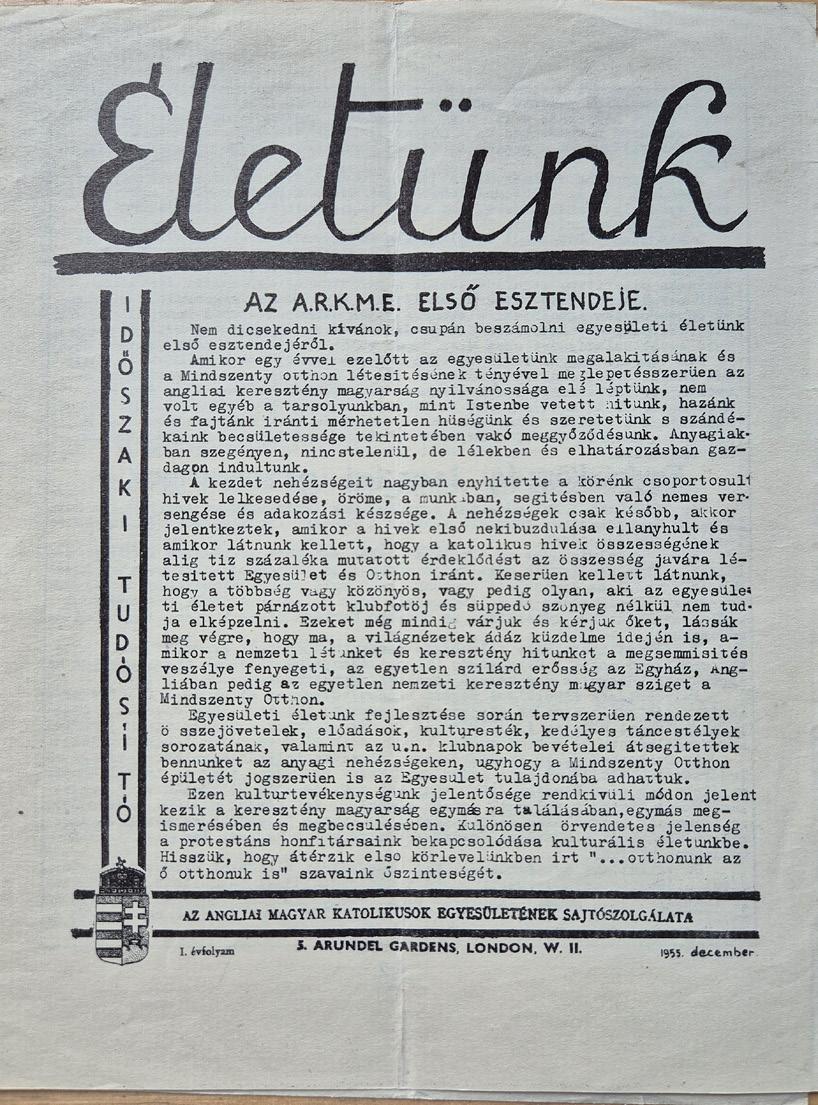 Életünk
IDŐSZAKI TUDÓSÍTÓ
AZ A.R.K.M.E. ELSŐ ESZTENDEJE.
Nem dicsekedni kívánok, csupán beszámolni egyesületi életünk
első esztendejéről.
Amikor egy évvel ezelőtt az egyesületünk megalakitásának és
a Mindszenty otthon létesitésének tényével meglepetésszerüen az
angliai keresztény magyarság nyilvánossága elé léptünk, nem
volt egyéb a tarsolyunkban, mint Istenbe vetett hitünk, hazánk
és fajtánk iránti mérhetlen hüségünk és szeretetünk s szándé-
kaink becsületessége tekintetében vakó meggyőződésunk. Anyagiak-
ban szegényen, nincstelenül, de lélekben és elhatározásban gaz-
dagon indultunk.
A kezdet nehézségeit nagyban enyhitette a körénk csoportosult
hivek lelkesedése, öröme, a munkában, segitésben való nemes ver-
sengése és adakozási készsége. A nehézségek csak később, akkor
jelentkeztek, amikor a hivek első nekibuzdulása ellanyhult és
amikor látnunk kellett, hogy a katolikus hivek összességének
alig tiz százaléka mutatott érdeklődést az összesség javára lé-
tesitett Egyesület és Otthon iránt. Keserüen kellett látnunk,
hogy a többség vagy közönyös, vagy pedig olyan, aki az egyesüle-
ti életet párnázott klubfotöj és süppedő szőnyeg nélkül nem tud-
ja elképzelni. Ezeket még mindig várjuk és kérjük őket, lássák
meg végre, hogy ma, a világnézetek ádáz küzdelme idején is, a-
mikor a nemzeti létünket és keresztény hitünket a megsemmisités
veszélye fenyegeti, az egyetlen szilárd erősség az Egyház, Ang-
liában pedig az egyetlen nemzeti keresztény magyar sziget a
Mindszenty Otthon.
Egyesületi életünk fejlesztése során tervszerüen rendezett
ö sszejövetelek, előadások, kulturesték, kedélyes táncestélyek
sorozatának, valamint az u.n. klubnapok bevételei átsegitettek
bennunket az anyagi nehézségeken, ugyhogy a Mindszenty Otthon
épületét jogszerüen is az Egyesület tulajdonába adhattuk.
Ezen kulturtevékenységünk jelentősége rendkivüli módon jelent
kezik a keresztény magyarság egymásra találásában,egymás meg-
ismerésében és megbecsülésében. Különösen örvendetes jelenség
a protestáns honfitársaink bekapcsolódása kulturális életünkbe.
Hisszük, hogy átérzik első körlevelünkben irt "...otthonunk az
ő otthonuk is" szavaink őszinteségét.
AZ ANGLIAI MAGYAR KATOLIKUSOK EGYESÜLETÉNEK SAJTÓSZOLGÁLATA
I. évfolyam 5. ARUNDEL GARDENS, LONDON, W. II. 1955. december.